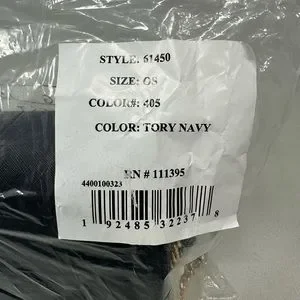 STYLE: 61450
SIZE: OS
COLOR#: 405
COLOR: TORY NAVY
RN # 111395
4400100323
1 92485 32237 8